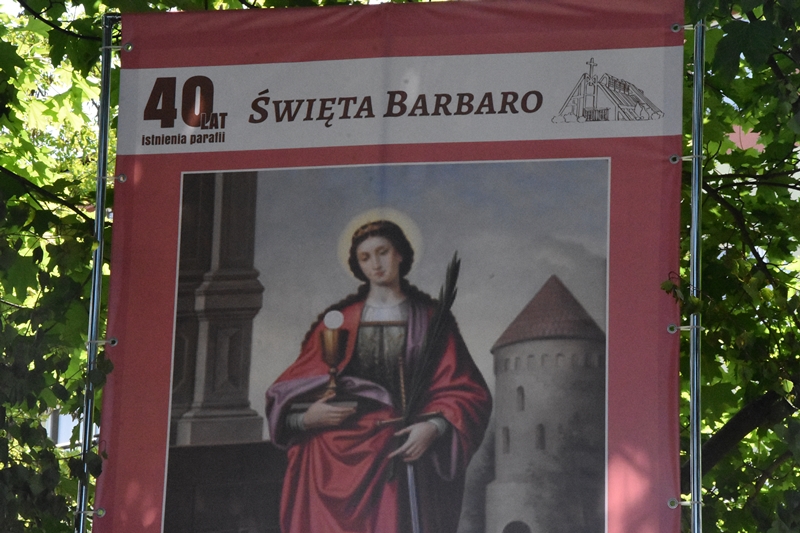 40 LAT
istnienia parafii
ŚWIĘTA BARBARO